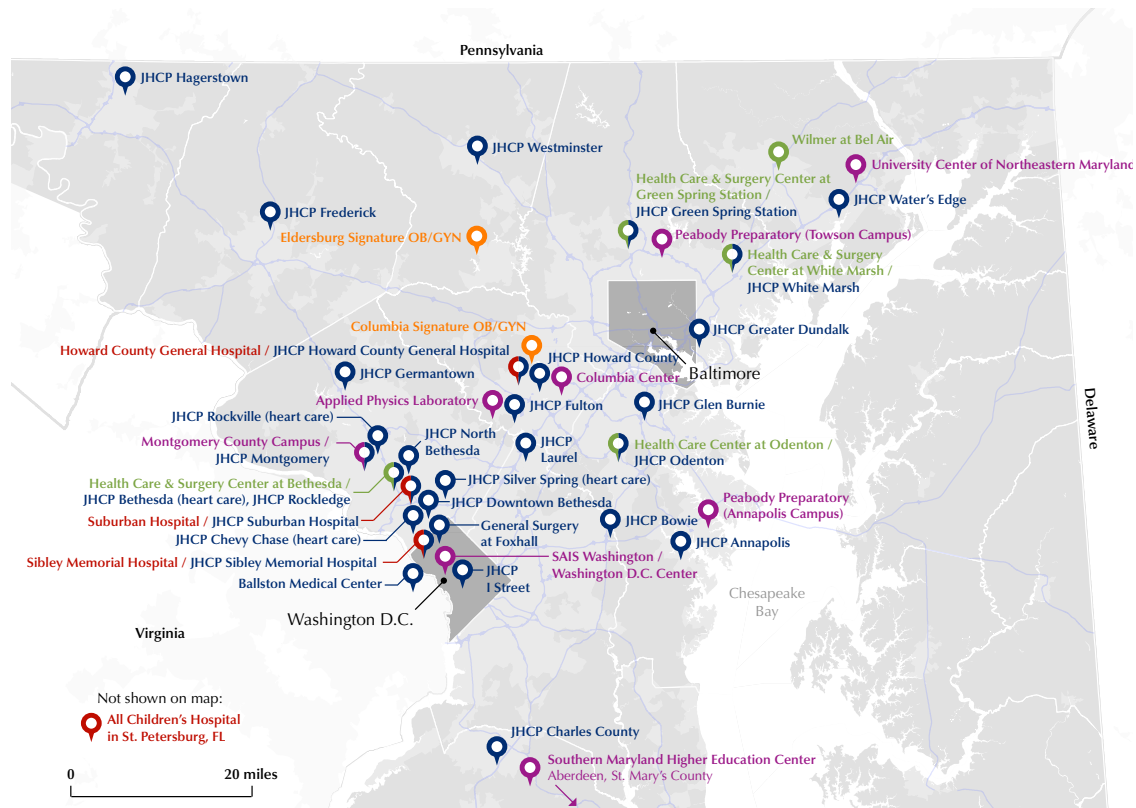 Pennsylvania
JHCP Hagerstown
Wilmer at Bel Air
JHCP Westminster
University Center of Northeastern Maryland
Health Care & Surgery Center at
Green Spring Station /
JHCP Green Spring Station
JHCP Water’s Edge
JHCP Frederick
Eldersburg Signature OB/GYN
Peabody Preparatory (Towson Campus)
Health Care & Surgery
Center at White Marsh /
JHCP White Marsh
Columbia Signature OB/GYN
JHCP Greater Dundalk
Howard County General Hospital / JHCP Howard County General Hospital
JHCP Howard County
JHCP Germantown
Columbia Center
Baltimore
Applied Physics Laboratory
JHCP Fulton
JHCP Glen Burnie
Delaware
JHCP Rockville (heart care)
Montgomery County Campus /
JHCP Montgomery
JHCP North
Bethesda
JHCP
Laurel
Health Care Center at Odenton /
JHCP Odenton
Health Care & Surgery Center at Bethesda /
JHCP Bethesda (heart care), JHCP Rockledge
JHCP Silver Spring (heart care)
JHCP Downtown Bethesda
Peabody Preparatory
(Annapolis Campus)
Suburban Hospital / JHCP Suburban Hospital
JHCP Chevy Chase (heart care)
General Surgery
at Foxhall
JHCP Bowie
JHCP Annapolis
Sibley Memorial Hospital / JHCP Sibley Memorial Hospital
SAIS Washington /
Washington D.C. Center
Ballston Medical Center
JHCP
I Street
Chesapeake
Bay
Washington D.C.
Virginia
Not shown on map:
All Children’s Hospital
in St. Petersburg, FL
JHCP Charles County
Southern Maryland Higher Education Center
Aberdeen, St. Mary’s County
0
20 miles